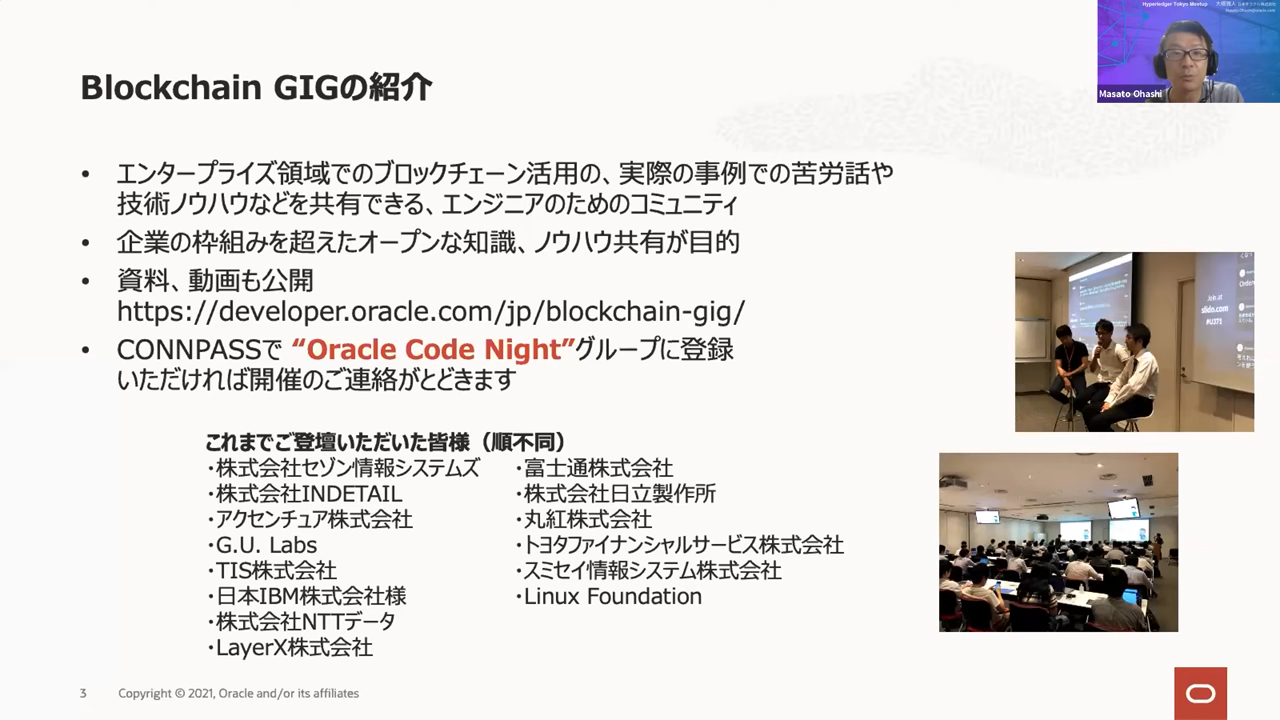 Hyperledger Tokyo Meetup
Masato Ohashi
Blockchain GIGの紹介
• エンタープライズ領域でのブロックチェーン活用の、実際の事例での苦労話や
技術ノウハウなどを共有できる、エンジニアのためのコミュニティ
• 企業の枠組みを超えたオープンな知識、ノウハウ共有が目的
• 資料、動画も公開
https://developer.oracle.com/jp/blockchain-gig/
• CONNPASSで “Oracle Code Night”グループに登録
いただければ開催のご連絡がとどきます
Join at
slido.com
#U371
これまでご登壇いただいた皆様（順不同）
・株式会社セゾン情報システムズ
・株式会社INDETAIL
・アクセンチュア株式会社
・G.U. Labs
・TIS株式会社
・日本IBM株式会社様
・株式会社NTTデータ
・LayerX株式会社
・富士通株式会社
・株式会社日立製作所
・丸紅株式会社
・トヨタファイナンシャルサービス株式会社
・スミセイ情報システム株式会社
・Linux Foundation
3 Copyright © 2021, Oracle and/or its affiliates